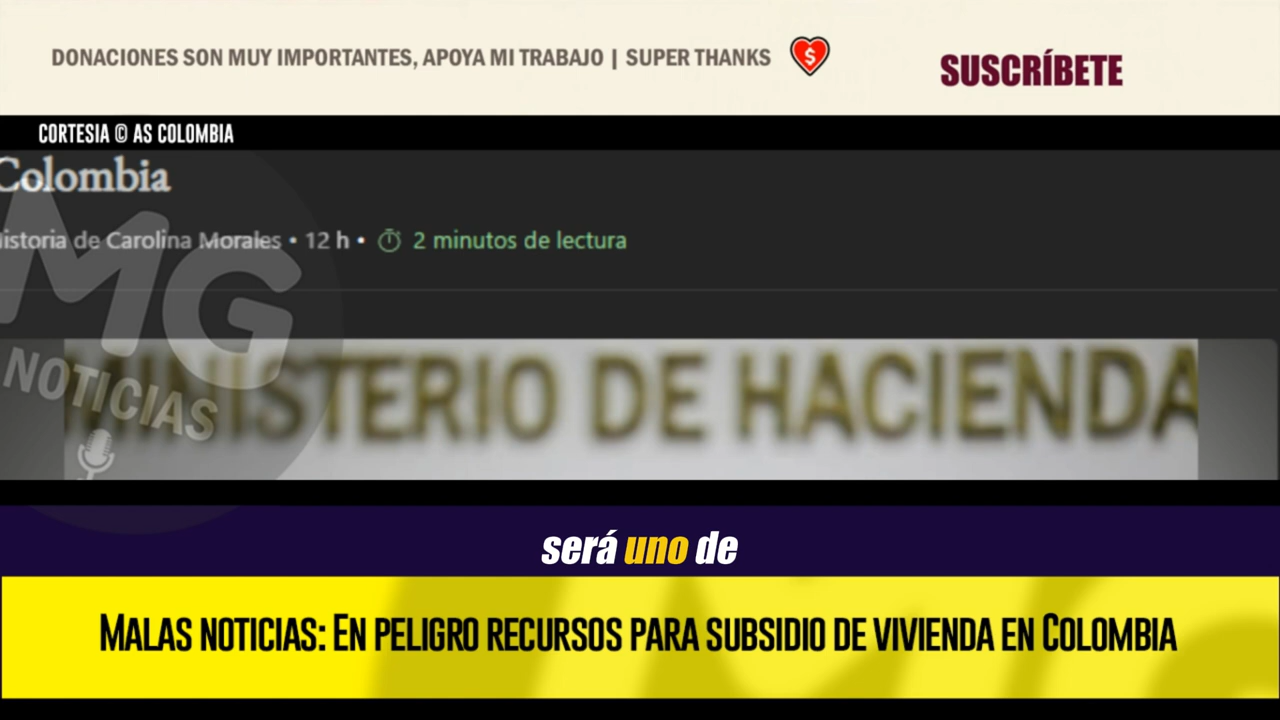 DONACIONES SON MUY IMPORTANTES, APOYA MI TRABAJO | SUPER THANKS
SUSCRÍBETE
CORTESIA © AS COLOMBIA
Colombia
istoria de Carolina Morales • 12 h • 2 minutos de lectura
MG
NOTICIAS
MINISTERIO DE HACIENDA
será uno de
MALAS NOTICIAS: EN PELIGRO RECURSOS PARA SUBSIDIO DE VIVIENDA EN COLOMBIA